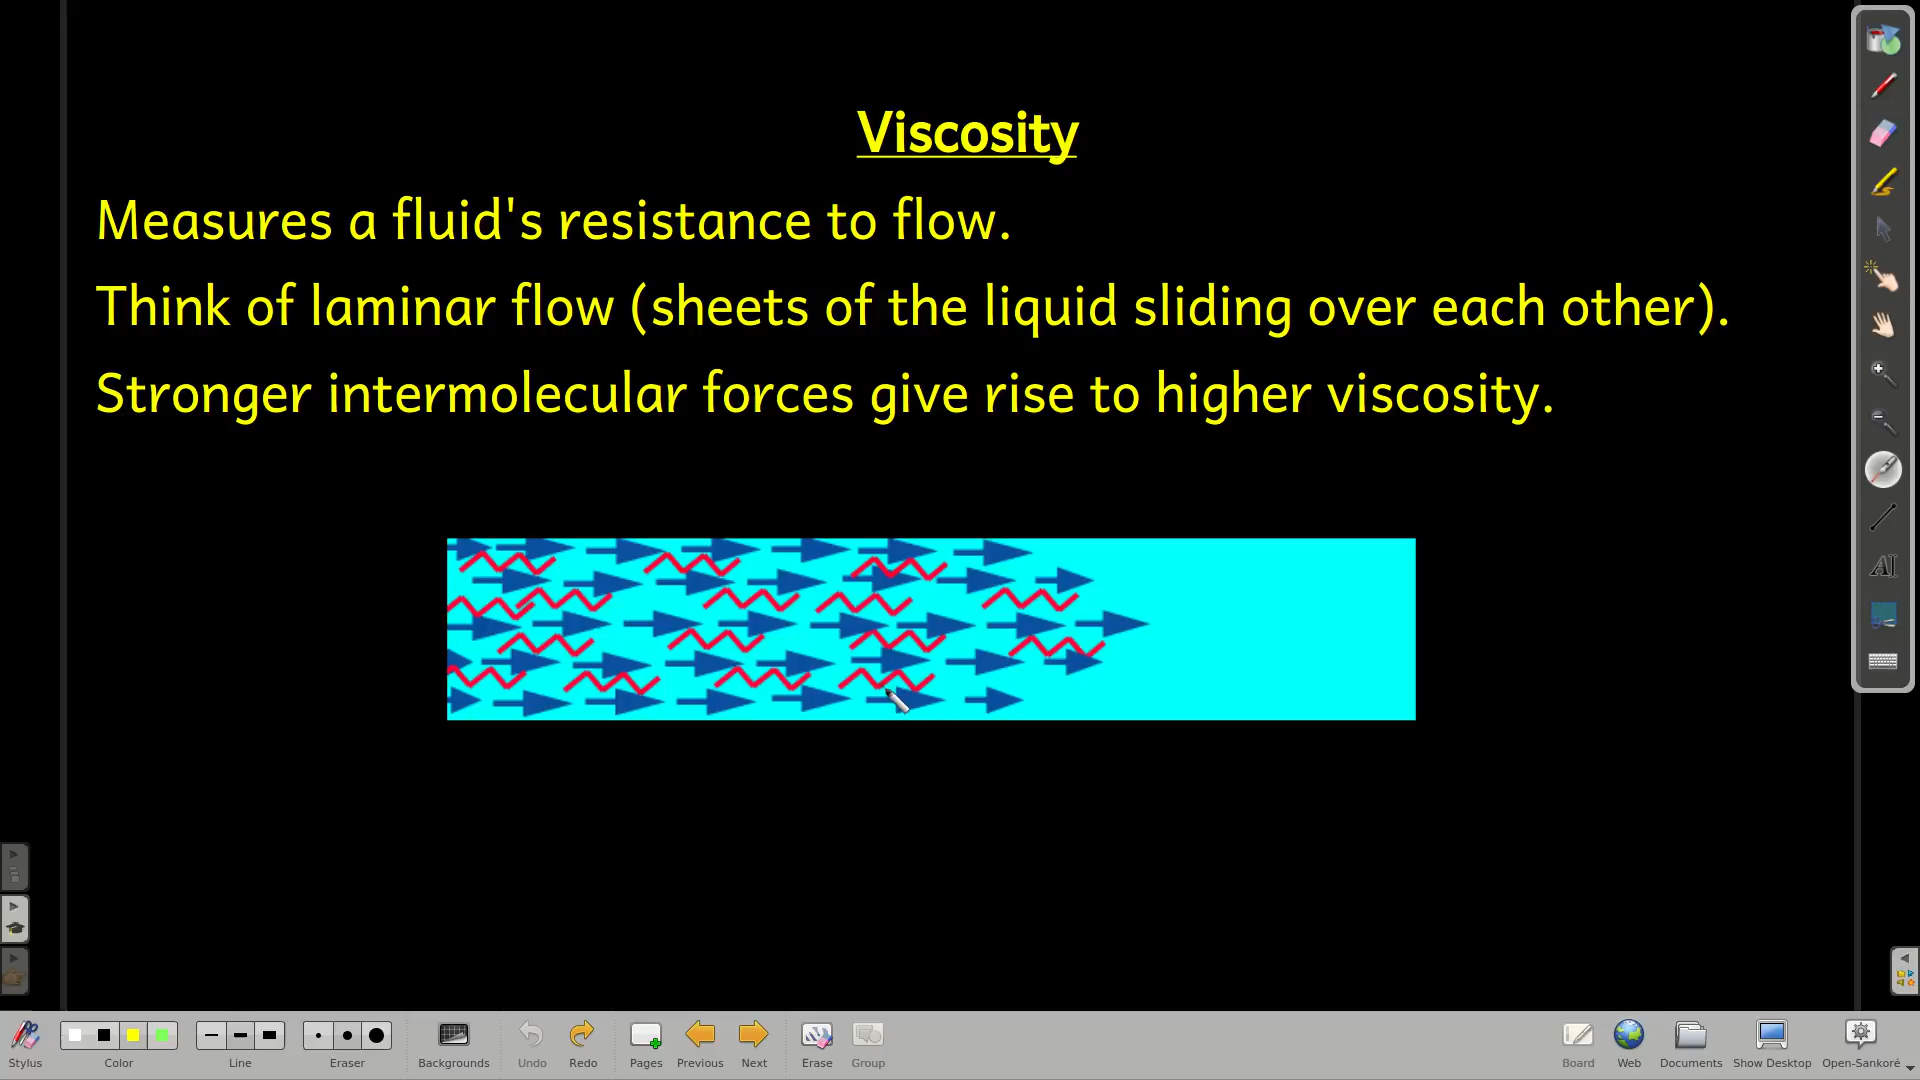 Viscosity
Measures a fluid's resistance to flow.
Think of laminar flow (sheets of the liquid sliding over each other).
Stronger intermolecular forces give rise to higher viscosity.
AI
Stylus
Color
Line
Eraser
Backgrounds
Undo
Redo
Pages
Previous
Next
Erase
Group
Board
Web
Documents
Show Desktop
Open-Sankoré